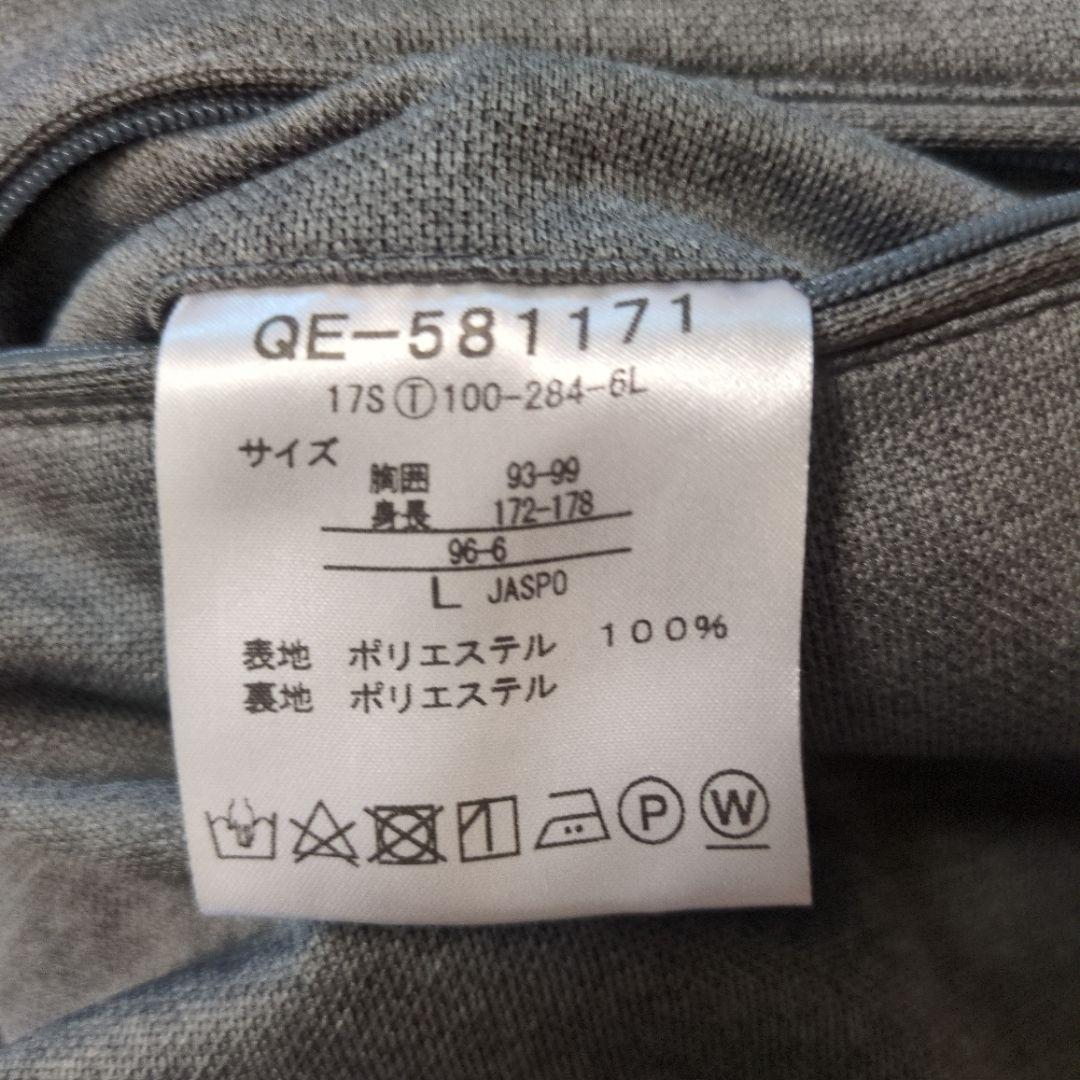 QE-581171
17S Ⓣ 100-284-6L
サイズ
胸囲 93-99
身長 172-178
96-6
L JASPO
表地 ポリエステル 100%
裏地 ポリエステル
P W